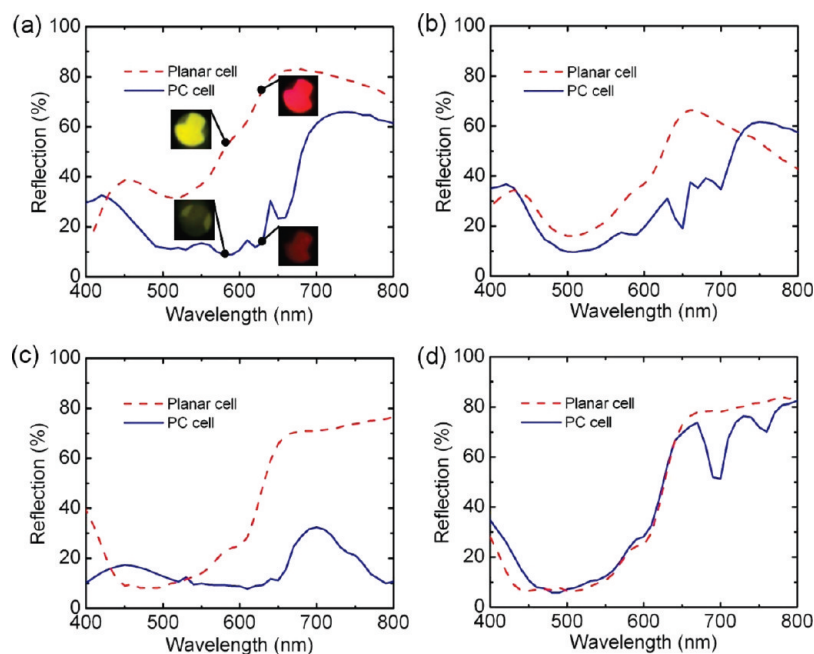 (a)
100
80
60
40
20
0
Reflection (%)
Planar cell
PC cell
400 500 600 700 800
Wavelength (nm)
(b)
100
80
60
40
20
0
Reflection (%)
Planar cell
PC cell
400 500 600 700 800
Wavelength (nm)
(c)
100
80
60
40
20
0
Reflection (%)
Planar cell
PC cell
400 500 600 700 800
Wavelength (nm)
(d)
100
80
60
40
20
0
Reflection (%)
Planar cell
PC cell
400 500 600 700 800
Wavelength (nm)